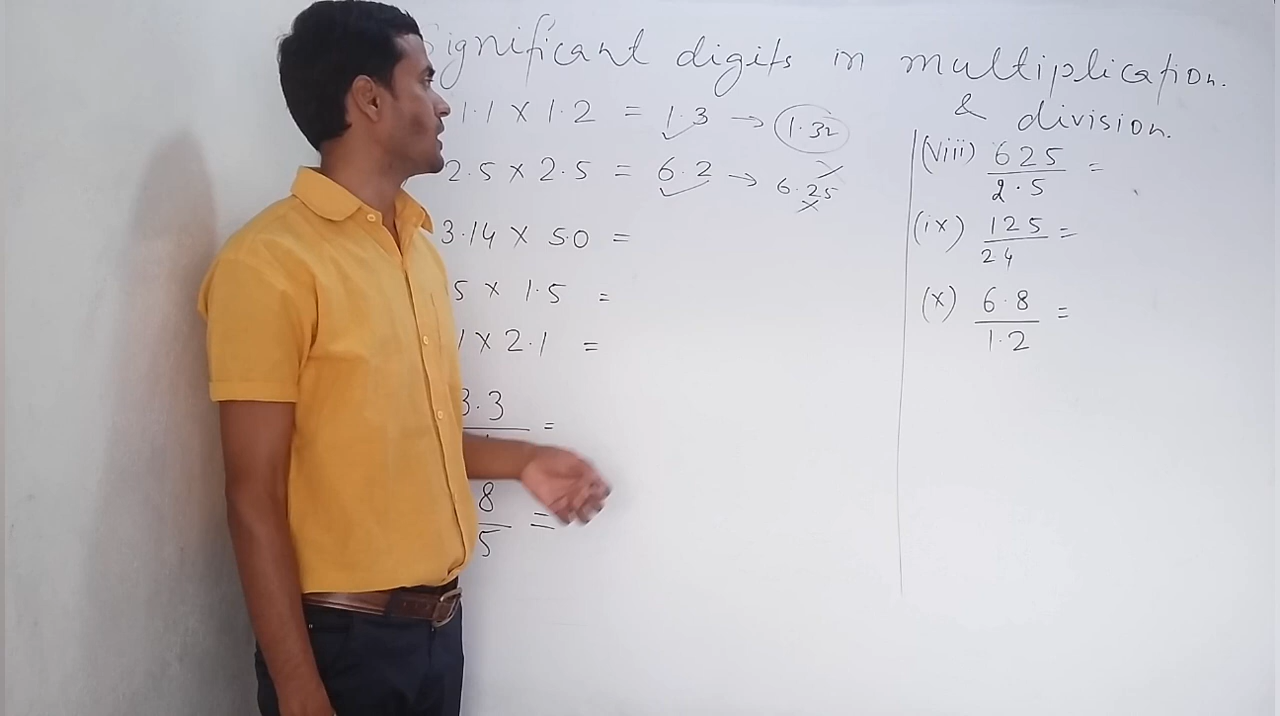 Significant digits in multiplication.
& division.
1.1 × 1.2 = 1.3 → 1.32
2.5 × 2.5 = 6.2 → 6.25
3.14 × 5.0 =
5 × 1.5 =
1 × 2.1 =
3.3
=
8
5 =
(viii) 625
2.5 =
(ix) 125
24 =
(x) 6.8
1.2 =